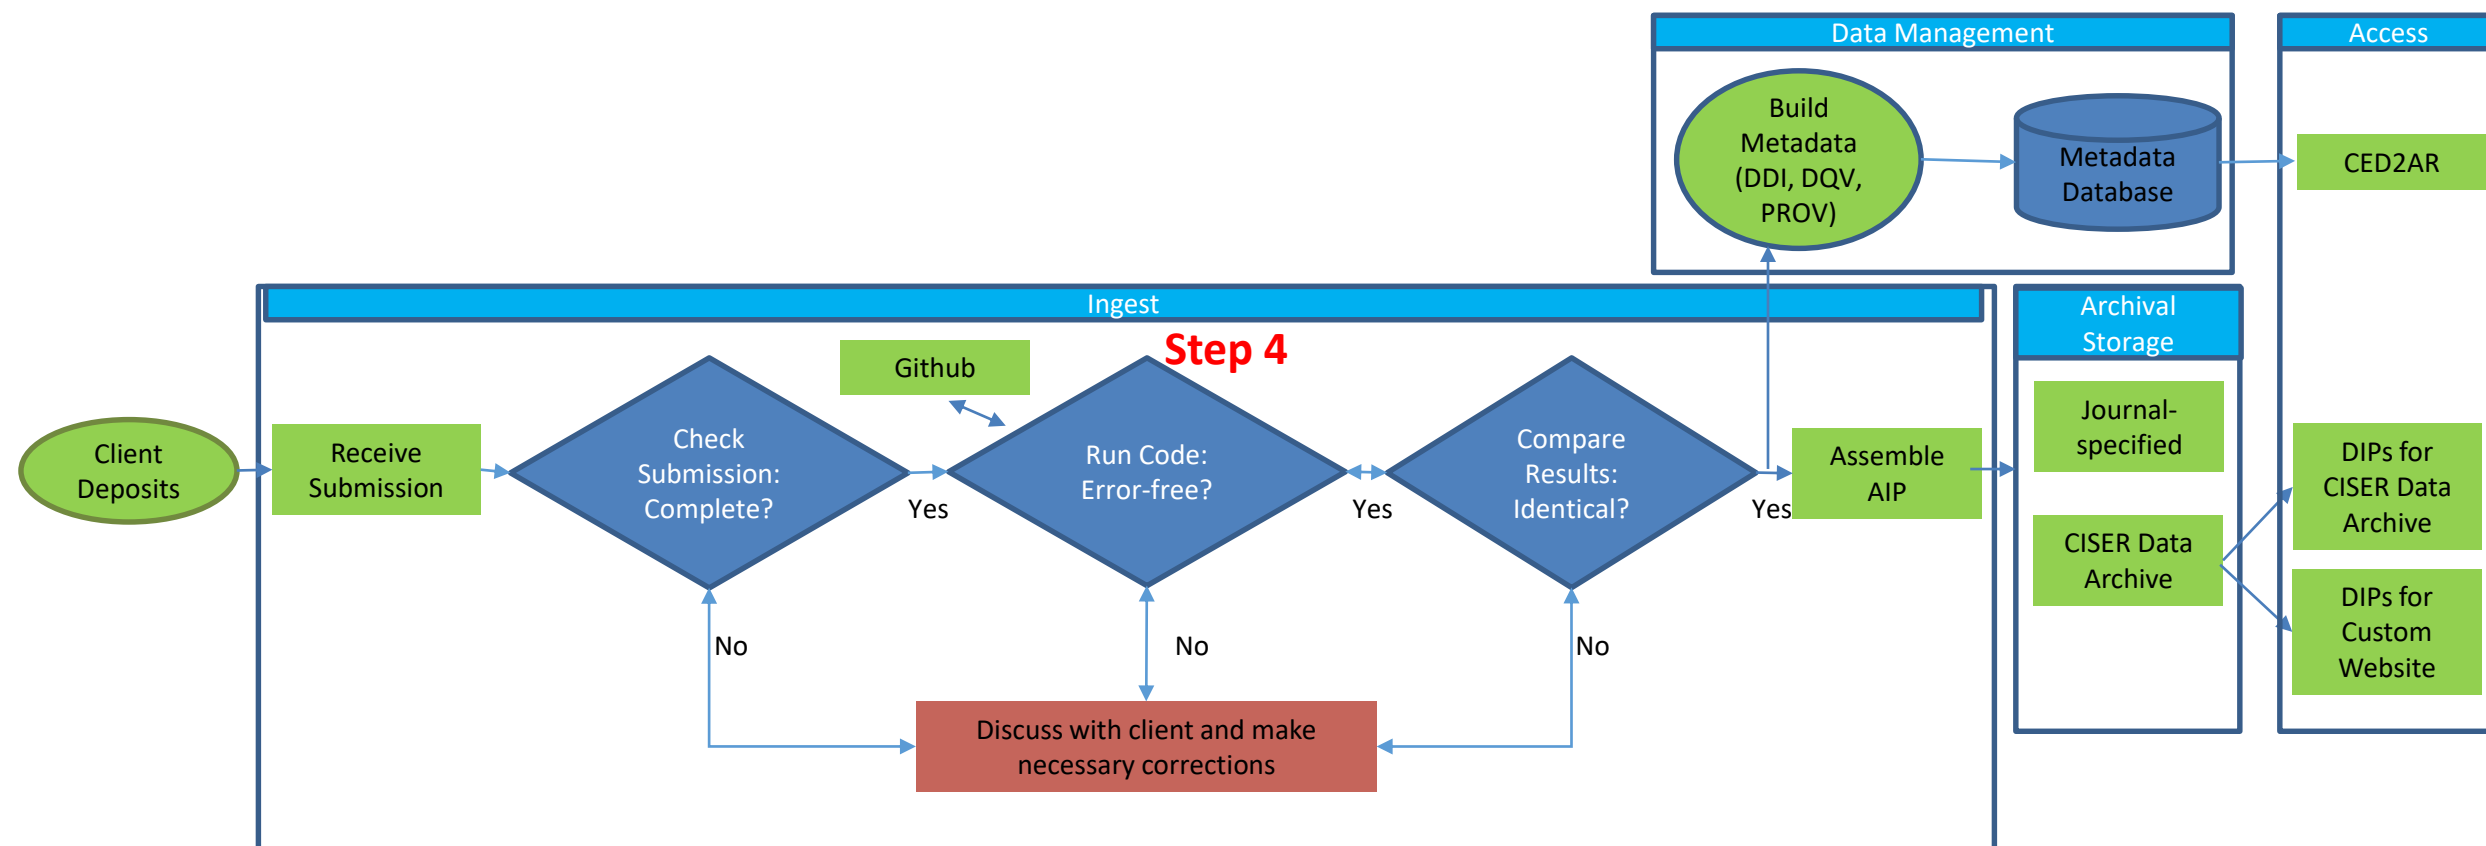 Data Management
Access
Build
Metadata
(DDI, DQV,
PROV)
Metadata
Database
CED2AR
Ingest
Archival
Storage
Step 4
Github
Client
Deposits
Receive
Submission
Check
Submission:
Complete?
Yes
Run Code:
Error-free?
Yes
Compare
Results:
Identical?
Yes
Assemble
AIP
Journal-
specified
CISER Data
Archive
DIPs for
CISER Data
Archive
DIPs for
Custom
Website
No
No
No
Discuss with client and make
necessary corrections